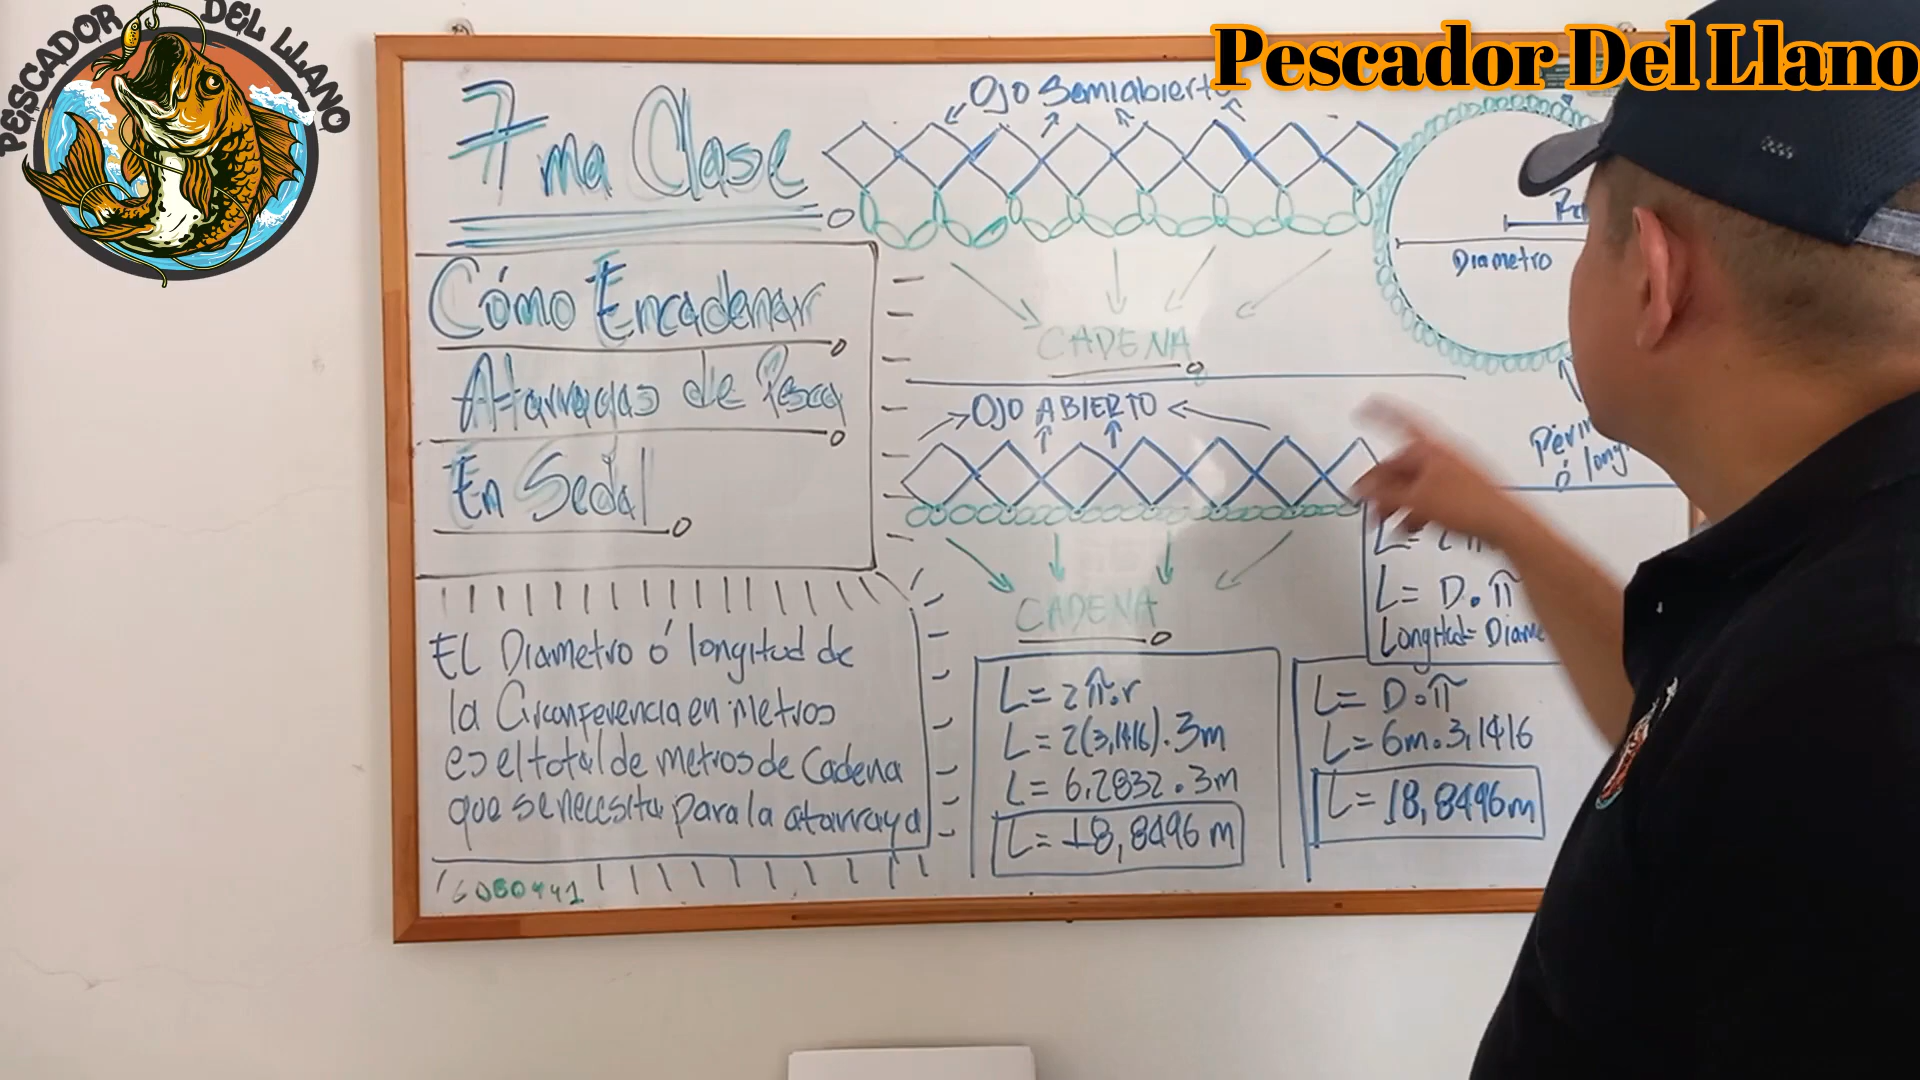 PESCADOR DEL LLANO
Pescador Del Llano
7ma Clase
Cómo Encadenar
Atarrayas de Pesca
En Sedal
EL Diametro ó longitud de
la Circunferencia en metros
es el total de metros de Cadena
que se necesita para la atarraya
Ojo Semiabierto
CADENA
OJO ABIERTO
CADENA
Diametro
ó
L= D.π
Longitud=
L= 2π.r
L= 2(3,1416).3m
L= 6,2832.3m
L= 18,8496m
L= D.π
L= 6m.3,1416
L= 18,8496m